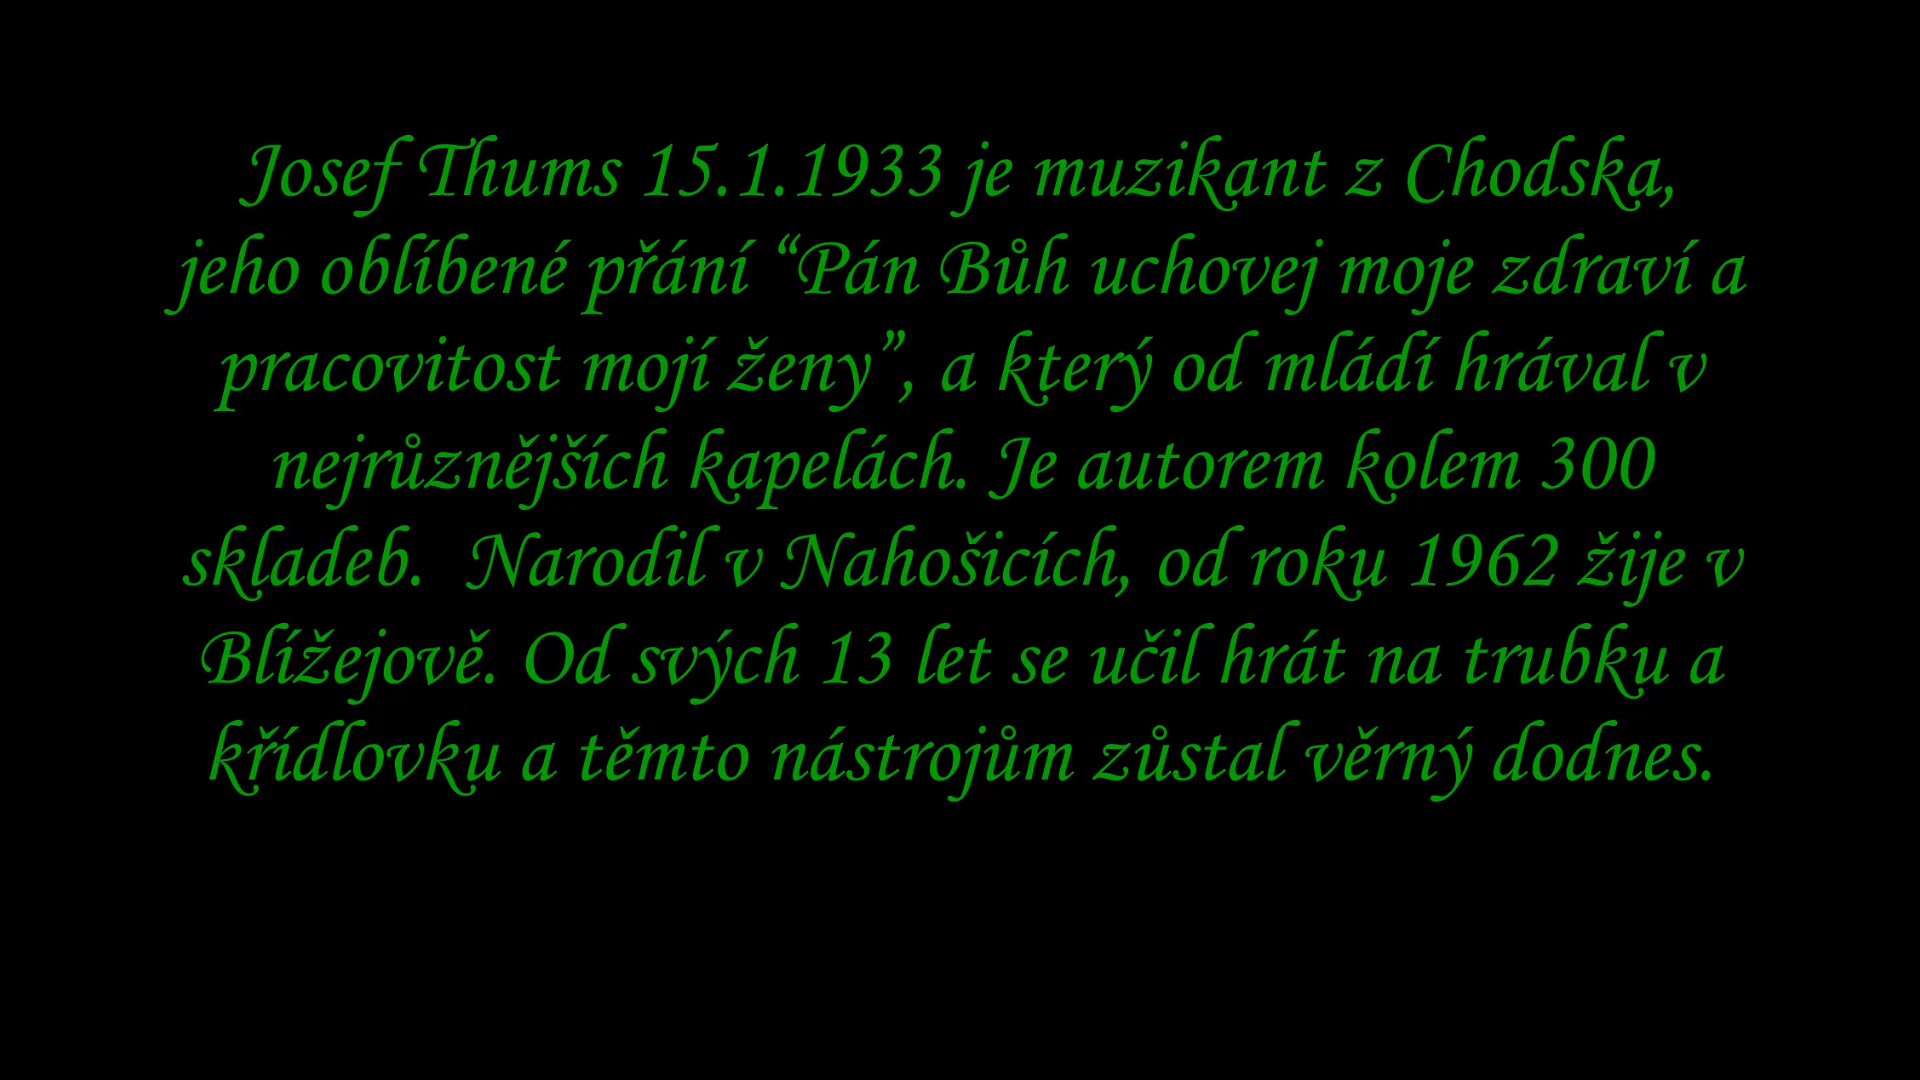 Josef Thums 15.1.1933 je muzikant z Chodska,
jeho oblíbené přání “Pán Bůh uchovej moje zdraví a
pracovitost mojí ženy”, a který od mládí hrával v
nejrůznějších kapelách. Je autorem kolem 300
skladeb.  Narodil v Nahošicích, od roku 1962 žije v
Blížejově. Od svých 13 let se učil hrát na trubku a
křídlovku a těmto nástrojům zůstal věrný dodnes.